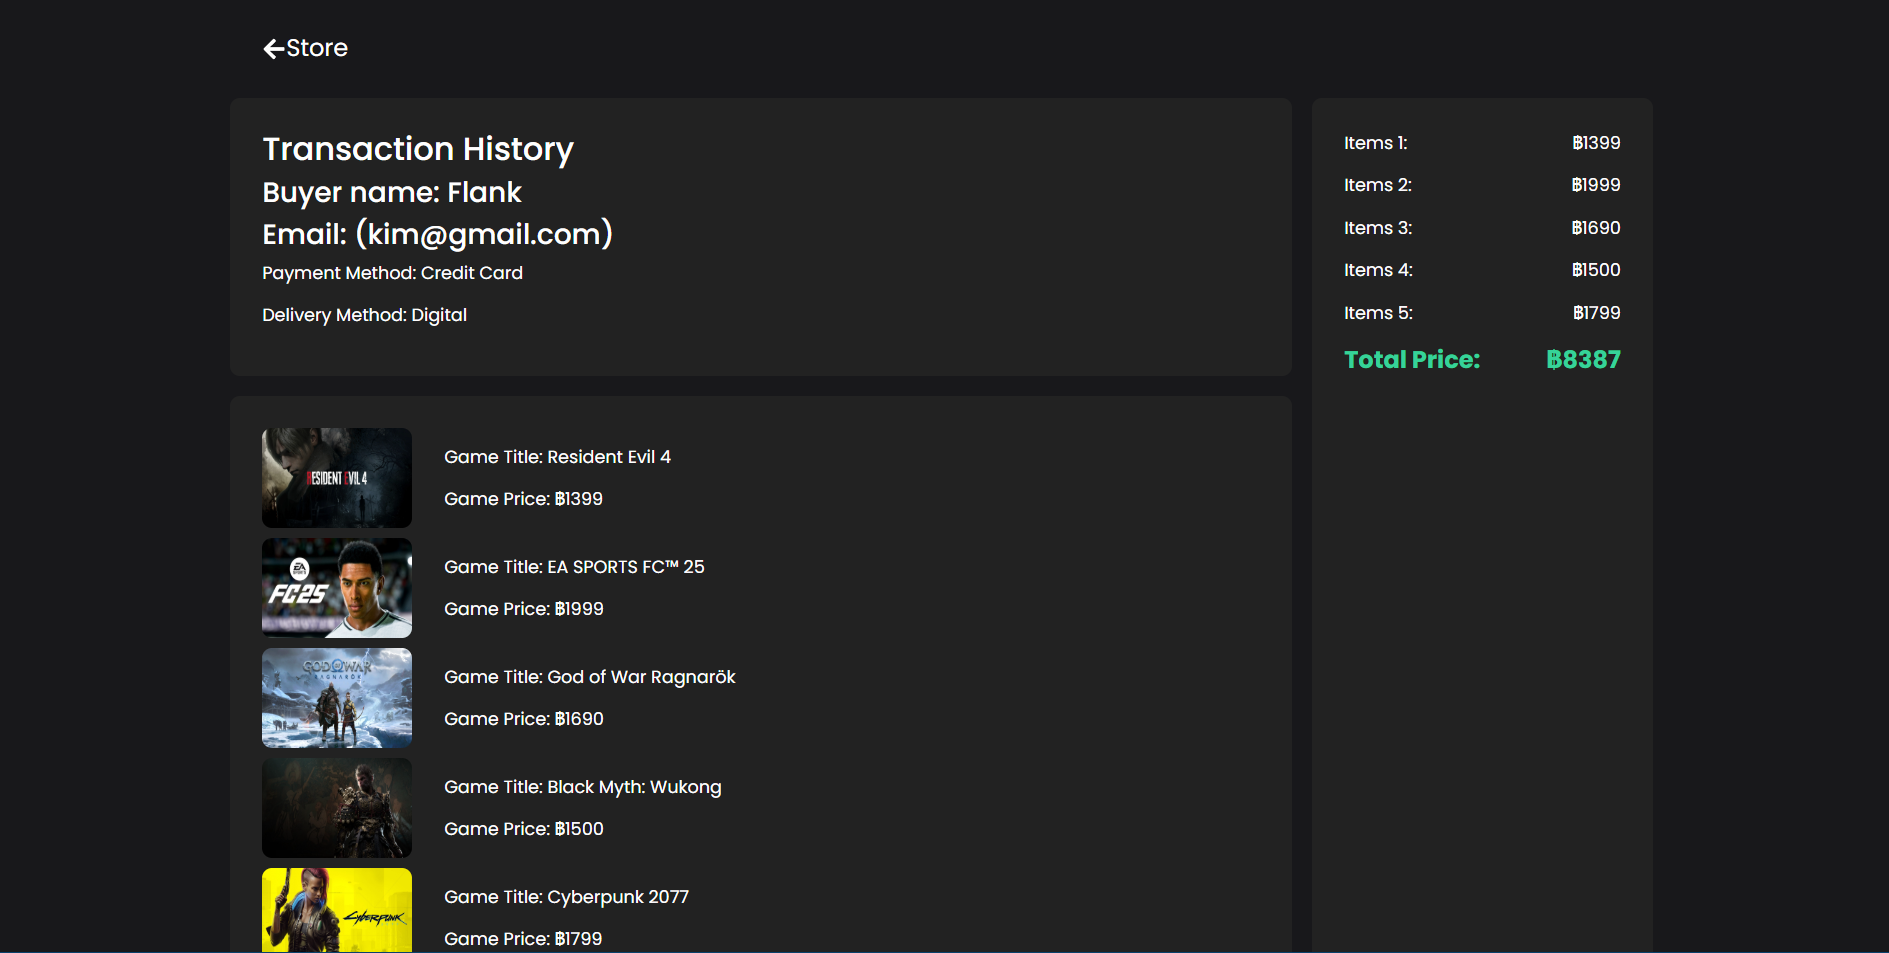 Store
Transaction History
Buyer name: Flank
Email: (kim@gmail.com)
Payment Method: Credit Card
Delivery Method: Digital
Items 1: ฿1399
Items 2: ฿1999
Items 3: ฿1690
Items 4: ฿1500
Items 5: ฿1799
Total Price: ฿8387
RESIDENT EVIL 4
Game Title: Resident Evil 4
Game Price: ฿1399
EA SPORTS
FC25
Game Title: EA SPORTS FC™ 25
Game Price: ฿1999
GOD OF WAR
RAGNARÖK
Game Title: God of War Ragnarök
Game Price: ฿1690
Game Title: Black Myth: Wukong
Game Price: ฿1500
CYBERPUNK
Game Title: Cyberpunk 2077
Game Price: ฿1799